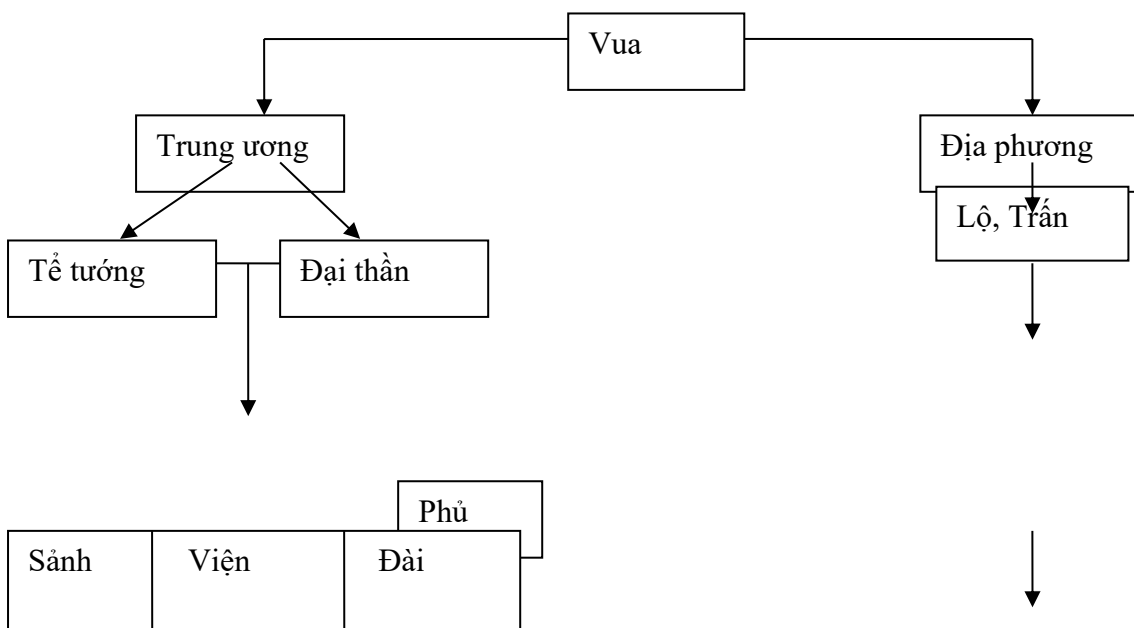 Vua
Trung ương
Địa phương
Lộ, Trấn
Tể tướng
Đại thần
Phủ
Sảnh
Viện
Đài